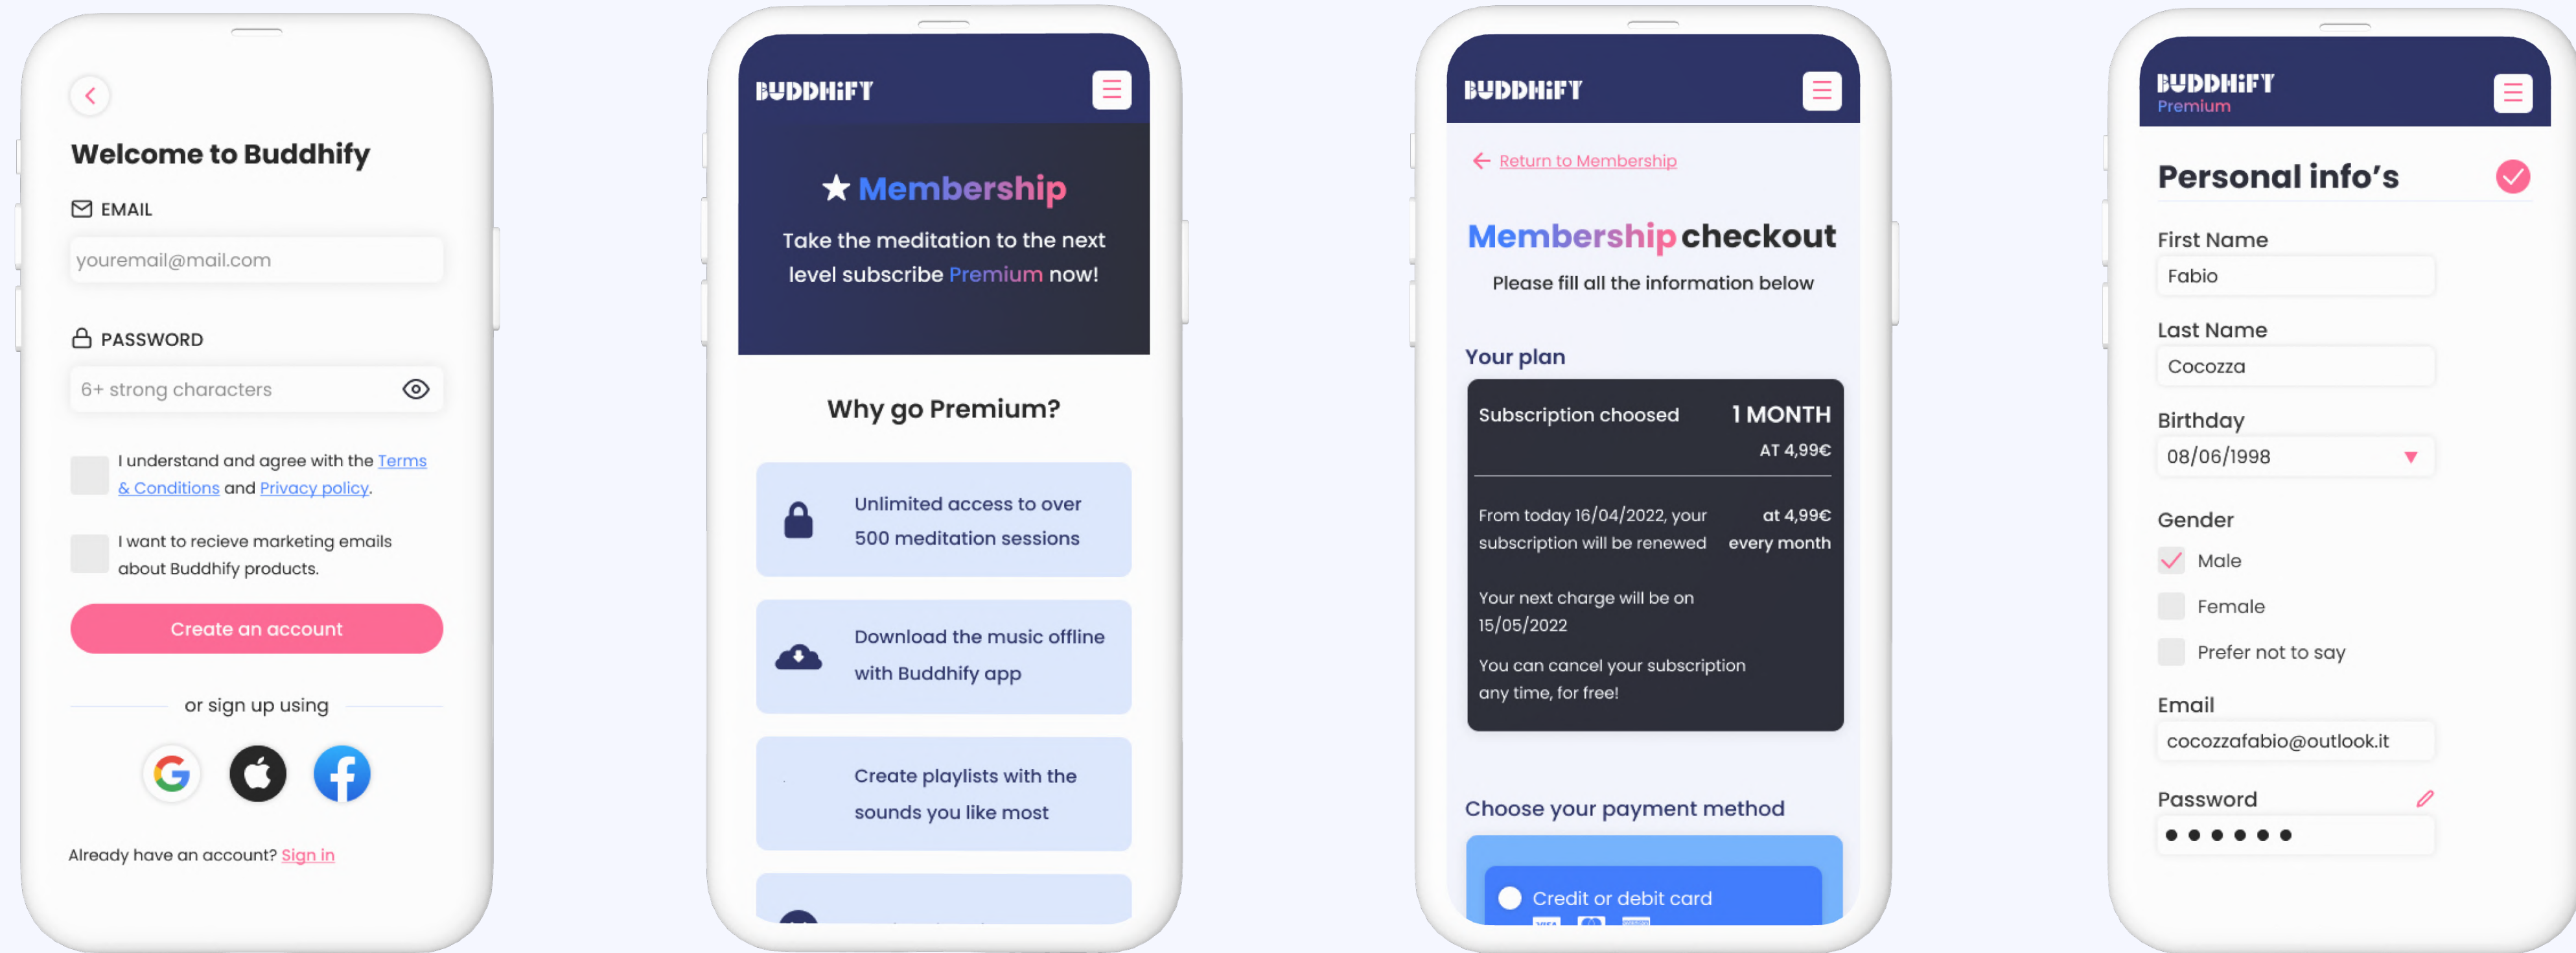 Welcome to Buddhify
EMAIL
youremail@mail.com
PASSWORD
6+ strong characters
I understand and agree with the Terms
& Conditions and Privacy policy.
I want to recieve marketing emails
about Buddhify products.
Create an account
or sign up using
Already have an account? Sign in
BUDDHiFY
Membership
Take the meditation to the next
level subscribe Premium now!
Why go Premium?
Unlimited access to over
500 meditation sessions
Download the music offline
with Buddhify app
Create playlists with the
sounds you like most
BUDDHiFY
Return to Membership
Membership checkout
Please fill all the information below
Your plan
Subscription choosed 1 MONTH
AT 4,99€
From today 16/04/2022, your at 4,99€
subscription will be renewed every month
Your next charge will be on
15/05/2022
You can cancel your subscription
any time, for free!
Choose your payment method
Credit or debit card
VISA
BUDDHiFY
Premium
Personal info’s
First Name
Fabio
Last Name
Cocozza
Birthday
08/06/1998
Gender
Male
Female
Prefer not to say
Email
cocozzafabio@outlook.it
Password